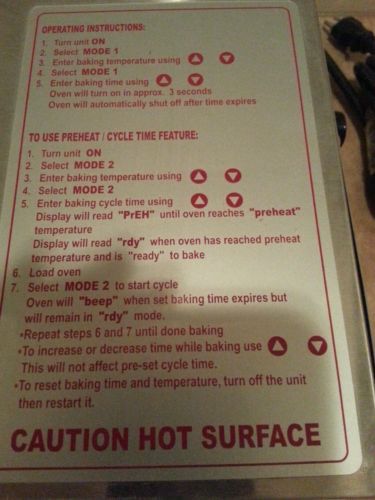 OPERATING INSTRUCTIONS:
1. Turn unit ON
2. Select MODE 1
3. Enter baking temperature using
4. Select MODE 1
5. Enter baking time using
Oven will turn on in approx. 3 seconds
Oven will automatically shut off after time expires
TO USE PREHEAT / CYCLE TIME FEATURE:
1. Turn unit ON
2. Select MODE 2
3. Enter baking temperature using
4. Select MODE 2
5. Enter baking cycle time using
Display will read "PrEH" until oven reaches "preheat"
temperature
Display will read "rdy" when oven has reached preheat
temperature and is "ready" to bake
6. Load oven
7. Select MODE 2 to start cycle
Oven will "beep" when set baking time expires but
will remain in "rdy" mode.
•Repeat steps 6 and 7 until done baking
•To increase or decrease time while baking use
This will not affect pre-set cycle time.
•To reset baking time and temperature, turn off the unit
then restart it.
CAUTION HOT SURFACE